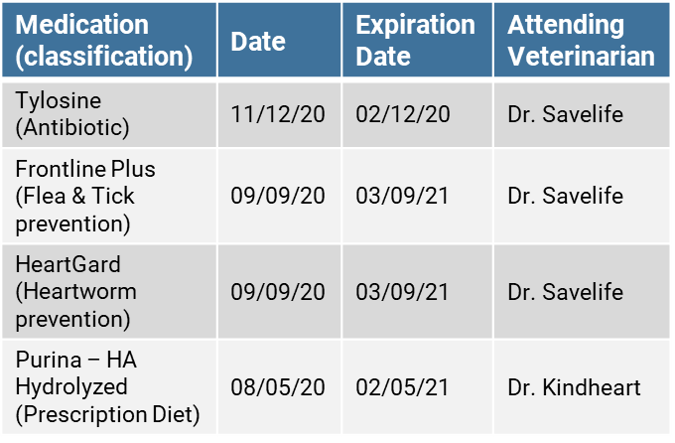 Medication
(classification)
Date
Expiration
Date
Attending
Veterinarian
Tylosine
(Antibiotic)
11/12/20
02/12/20
Dr. Savelife
Frontline Plus
(Flea & Tick
prevention)
09/09/20
03/09/21
Dr. Savelife
HeartGard
(Heartworm
prevention)
09/09/20
03/09/21
Dr. Savelife
Purina – HA
Hydrolyzed
(Prescription Diet)
08/05/20
02/05/21
Dr. Kindheart